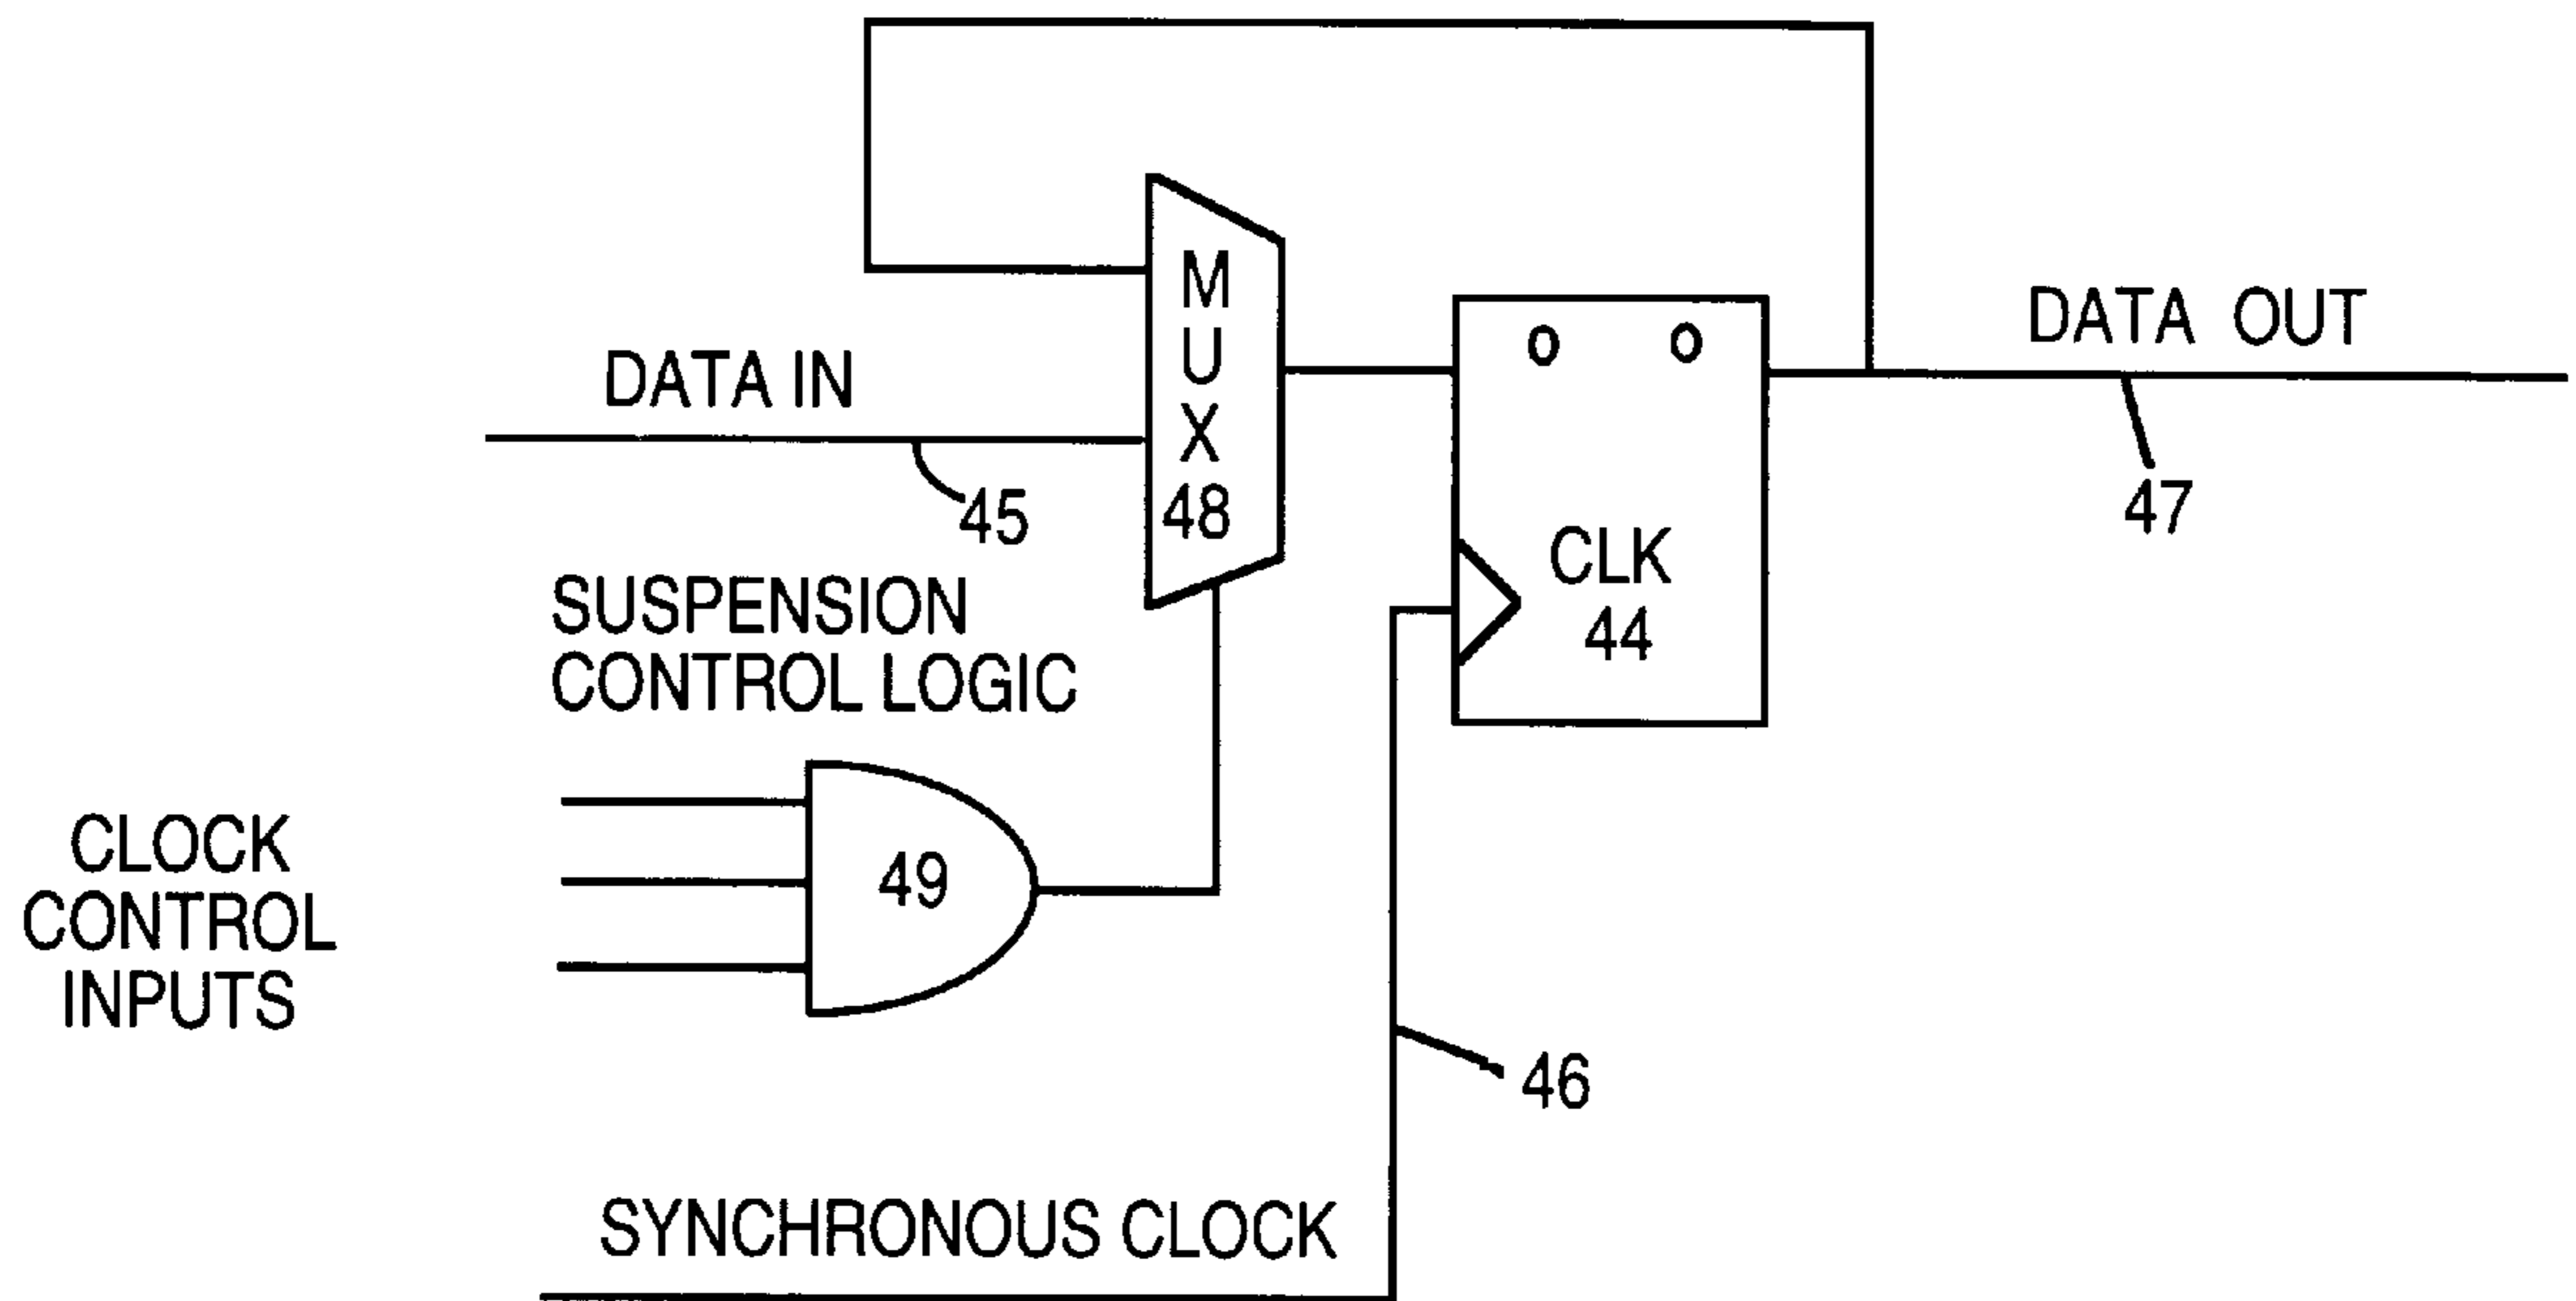 M
U
X
48
o o
DATA OUT
DATA IN
45
47
CLK
44
SUSPENSION
CONTROL LOGIC
49
CLOCK
CONTROL
INPUTS
46
SYNCHRONOUS CLOCK